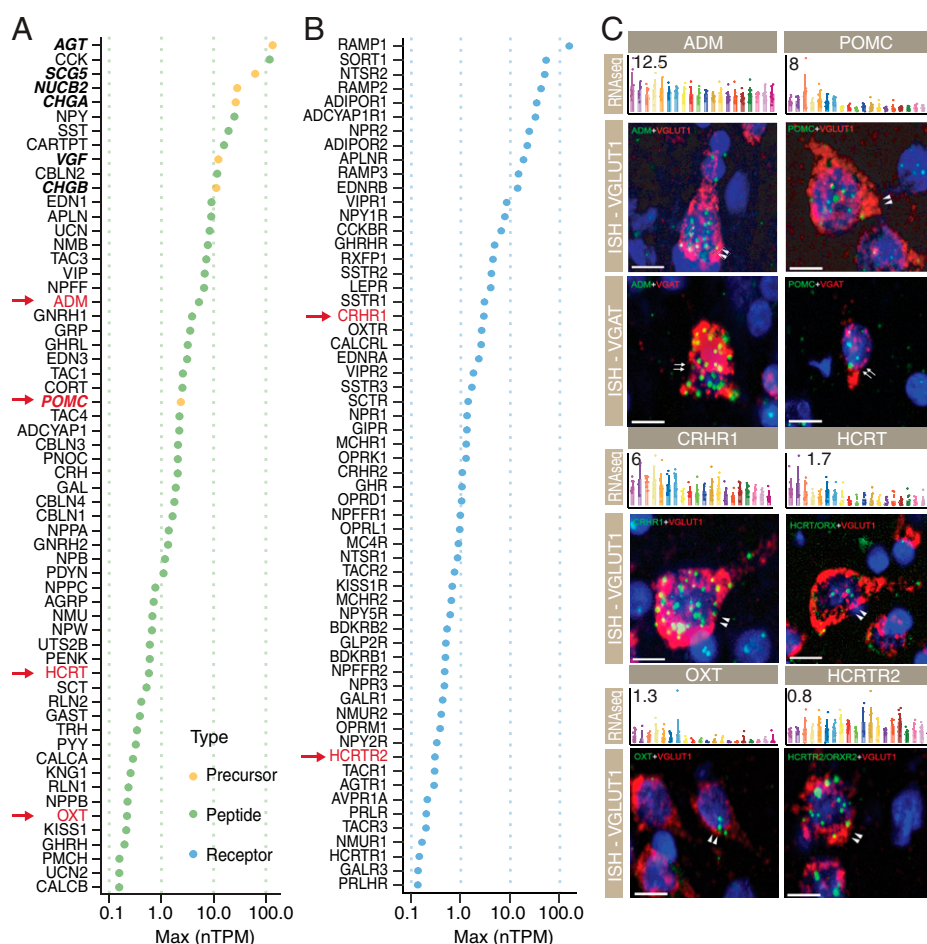 A
AGT
CCK
SCG5
NUCB2
CHGA
NPY
SST
CARTPT
VGF
CBLN2
CHGB
EDN1
APLN
UCN
NMB
TAC3
VIP
NPFF
ADM
GNRH1
GRP
GHRL
EDN3
TAC1
CORT
POMC
TAC4
ADCYAP1
CBLN3
PNOC
CRH
GAL
CBLN4
CBLN1
NPPA
GNRH2
NPB
PDYN
NPPC
AGRP
NMU
NPW
UTS2B
PENK
HCRT
SCT
RLN2
GAST
TRH
PYY
CALCA
KNG1
RLN1
NPPB
OXT
KISS1
GHRH
PMCH
UCN2
CALCB
Type
Precursor
Peptide
Receptor
0.1 1.0 10.0 100.0
Max (nTPM)
B
RAMP1
SORT1
NTSR2
RAMP2
ADIPOR1
ADCYAP1R1
NPR2
ADIPOR2
APLNR
RAMP3
EDNRB
VIPR1
NPY1R
CCKBR
GHRHR
RXFP1
SSTR2
LEPR
SSTR1
CRHR1
OXTR
CALCRL
EDNRA
VIPR2
SSTR3
SCTR
NPR1
GIPR
MCHR1
OPRK1
CRHR2
GHR
OPRD1
NPFFR1
OPRL1
MC4R
NTSR1
TACR2
KISS1R
MCHR2
NPY5R
BDKRB2
GLP2R
BDKRB1
NPFFR2
NPR3
GALR1
NMUR2
OPRM1
NPY2R
HCRTR2
TACR1
AGTR1
AVPR1A
PRLR
TACR3
NMUR1
HCRTR1
GALR3
PRLHR
0.1 1.0 10.0 100.0
Max (nTPM)
C
ADM POMC
RNAseq
12.5 8
ISH - VGLUT1
ADM+VGLUT1 POMC+VGLUT1
ISH - VGAT
ADM+VGAT POMC+VGAT
CRHR1 HCRT
RNAseq
6 1.7
ISH - VGLUT1
CRHR1+VGLUT1 HCRT/ORX+VGLUT1
OXT HCRTR2
RNAseq
1.3 0.8
ISH - VGLUT1
OXT+VGLUT1 HCRTR2/ORXR2+VGLUT1